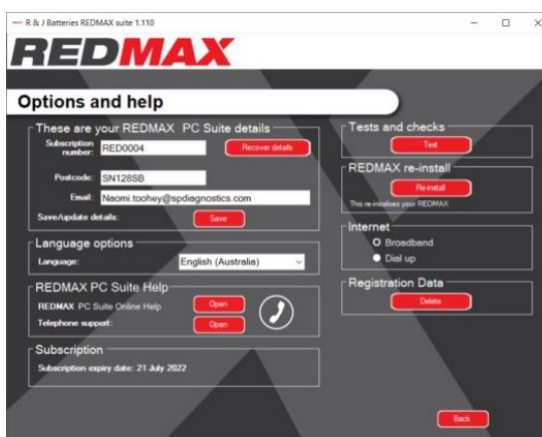 R & J Batteries REDMAX suite 1.110
REDMAX
Options and help
These are your REDMAX PC Suite details
Subscription number: RED0004 Recover details
Postcode: SN128SB
Email: Naomi.toohey@spdiagnostics.com
Save/update details: Save
Language options
Language: English (Australia)
REDMAX PC Suite Help
REDMAX PC Suite Online Help Open
Telephone support: Open
Subscription
Subscription expiry date: 21 July 2022
Tests and checks
Test
REDMAX re-install
Re-install
This re-initialises your REDMAX.
Internet
Broadband
Dial up
Registration Data
Delete
Back